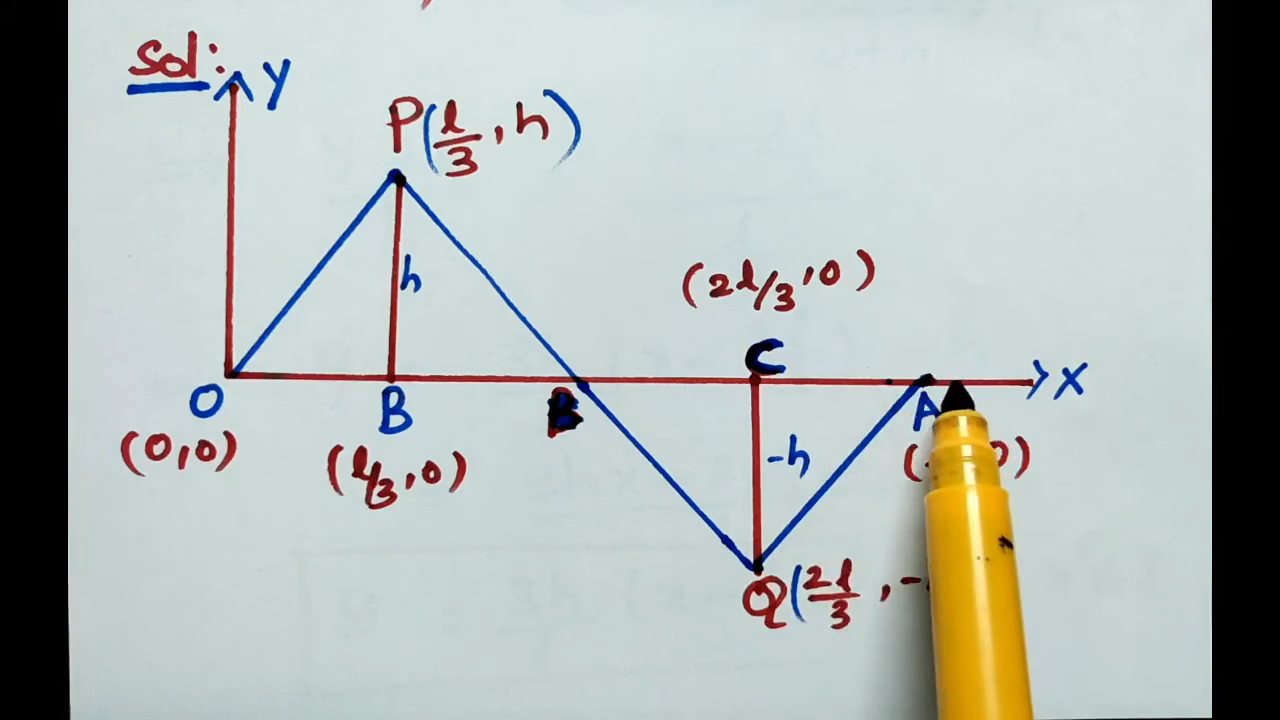 Sol:
Y
P(l/3, h)
h
(2l/3, 0)
C
X
O
B
B
A
(0,0)
(l/3, 0)
-h
Q(2l/3, -